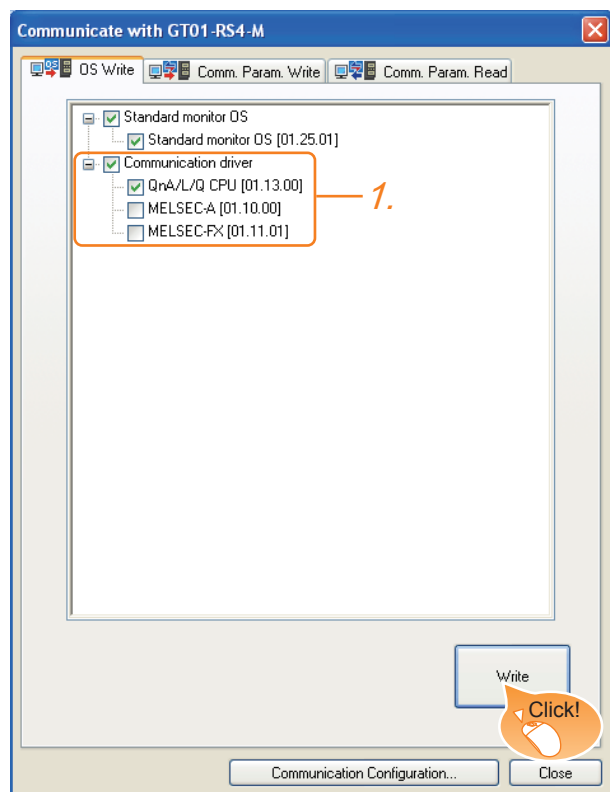 Communicate with GT01-RS4-M
OS Write Comm. Param. Write Comm. Param. Read
Standard monitor OS
Standard monitor OS [01.25.01]
Communication driver
QnA/L/Q CPU [01.13.00]
MELSEC-A [01.10.00]
MELSEC-FX [01.11.01]
1.
Write
Click!
Communication Configuration... Close